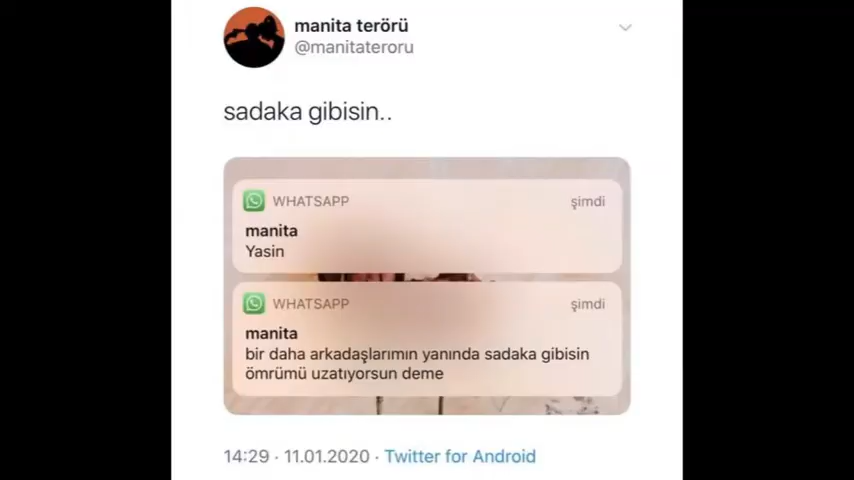 manita terörü
@manitateroru
sadaka gibisin..
WHATSAPP
şimdi
manita
Yasin
WHATSAPP
şimdi
manita
bir daha arkadaşlarımın yanında sadaka gibisin
ömrümü uzatıyorsun deme
14:29 · 11.01.2020 · Twitter for Android